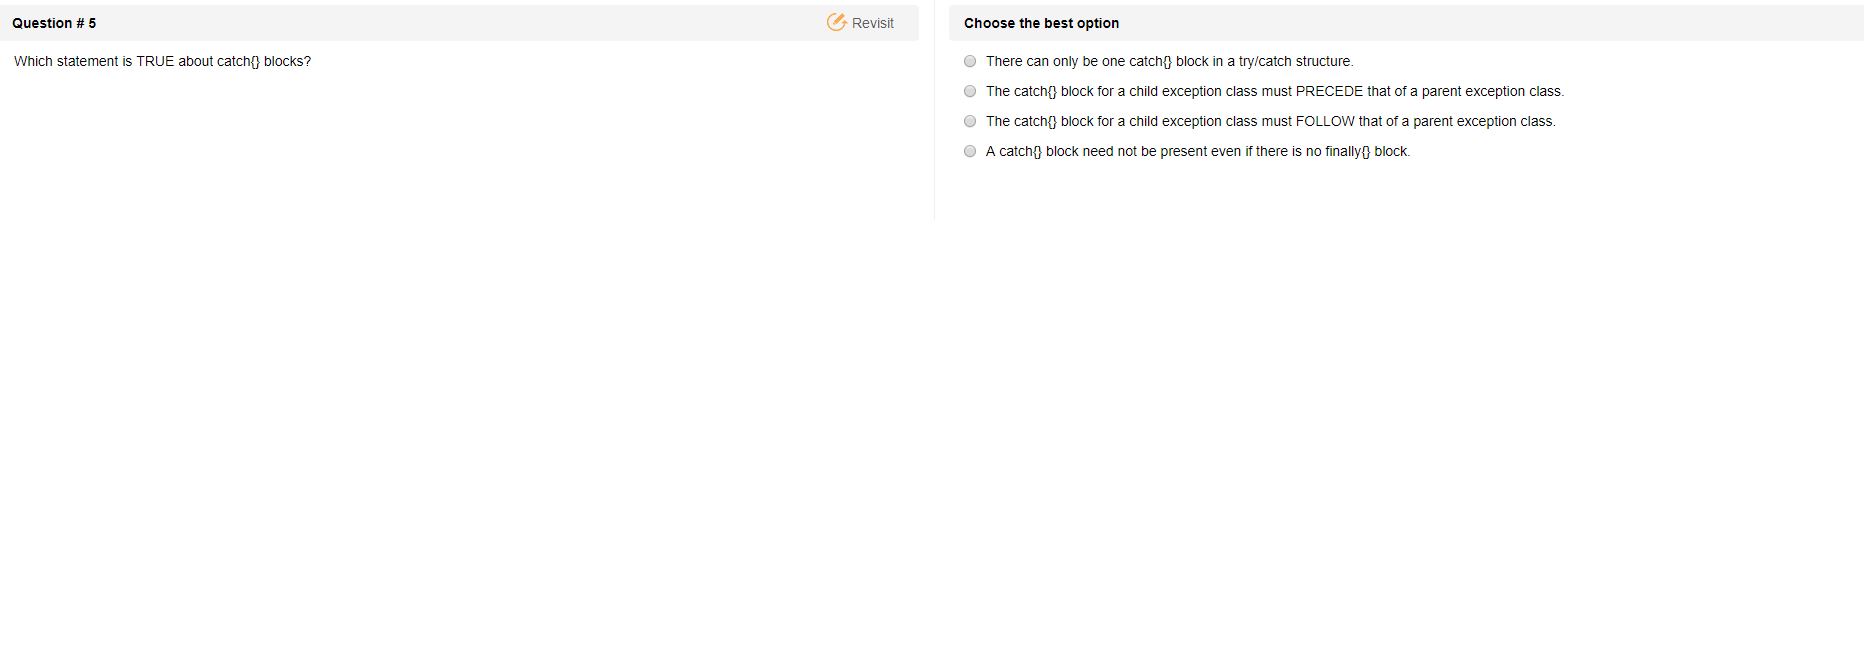 Question # 5
Revisit
Which statement is TRUE about catch{} blocks?
Choose the best option
There can only be one catch{} block in a try/catch structure.
The catch{} block for a child exception class must PRECEDE that of a parent exception class.
The catch{} block for a child exception class must FOLLOW that of a parent exception class.
A catch{} block need not be present even if there is no finally{} block.